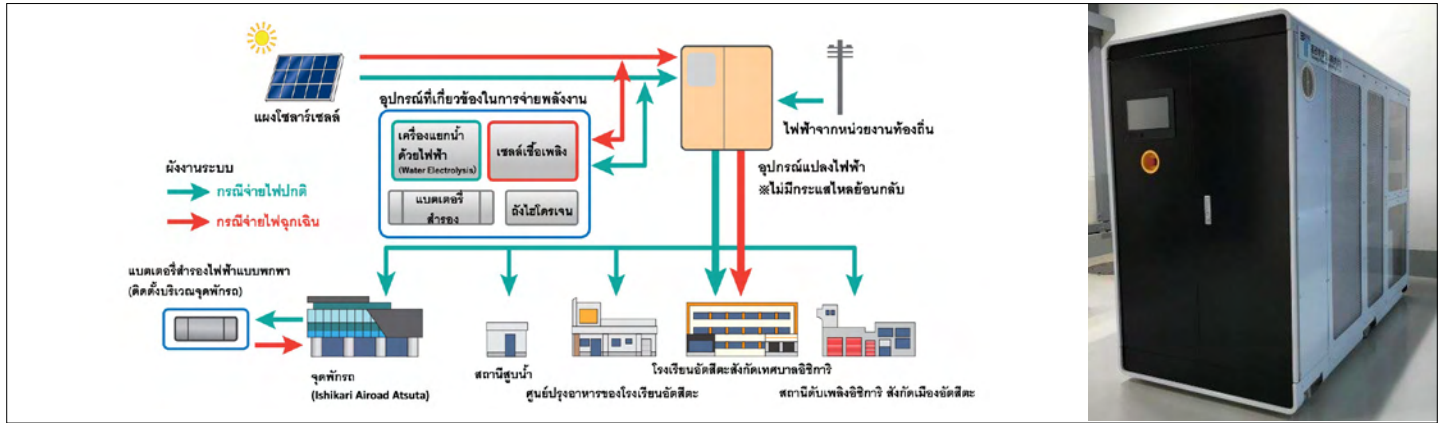 แผงโซลาร์เซลล์
อุปกรณ์ที่เกี่ยวข้องในการจ่ายพลังงาน
เครื่องแยกน้ำ
ด้วยไฟฟ้า
(Water Electrolysis)
เซลล์เชื้อเพลิง
แบตเตอรี่
สำรอง
ถังไฮโดรเจน
ไฟฟ้าจากหน่วยงานท้องถิ่น
อุปกรณ์แปลงไฟฟ้า
※ไม่มีกระแสไหลย้อนกลับ
ผังงานระบบ
กรณีจ่ายไฟปกติ
กรณีจ่ายไฟฉุกเฉิน
แบตเตอรี่สำรองไฟฟ้าแบบพกพา
(ติดตั้งบริเวณจุดพักรถ)
จุดพักรถ
(Ishikari Airoad Atsuta)
สถานีสูบน้ำ
ศูนย์ปรุงอาหารของโรงเรียนอัตสึตะ
โรงเรียนอัตสึตะสังกัดเทศบาลอิชิการิ
สถานีดับเพลิงอิชิการิ สังกัดเมืองอัตสึตะ